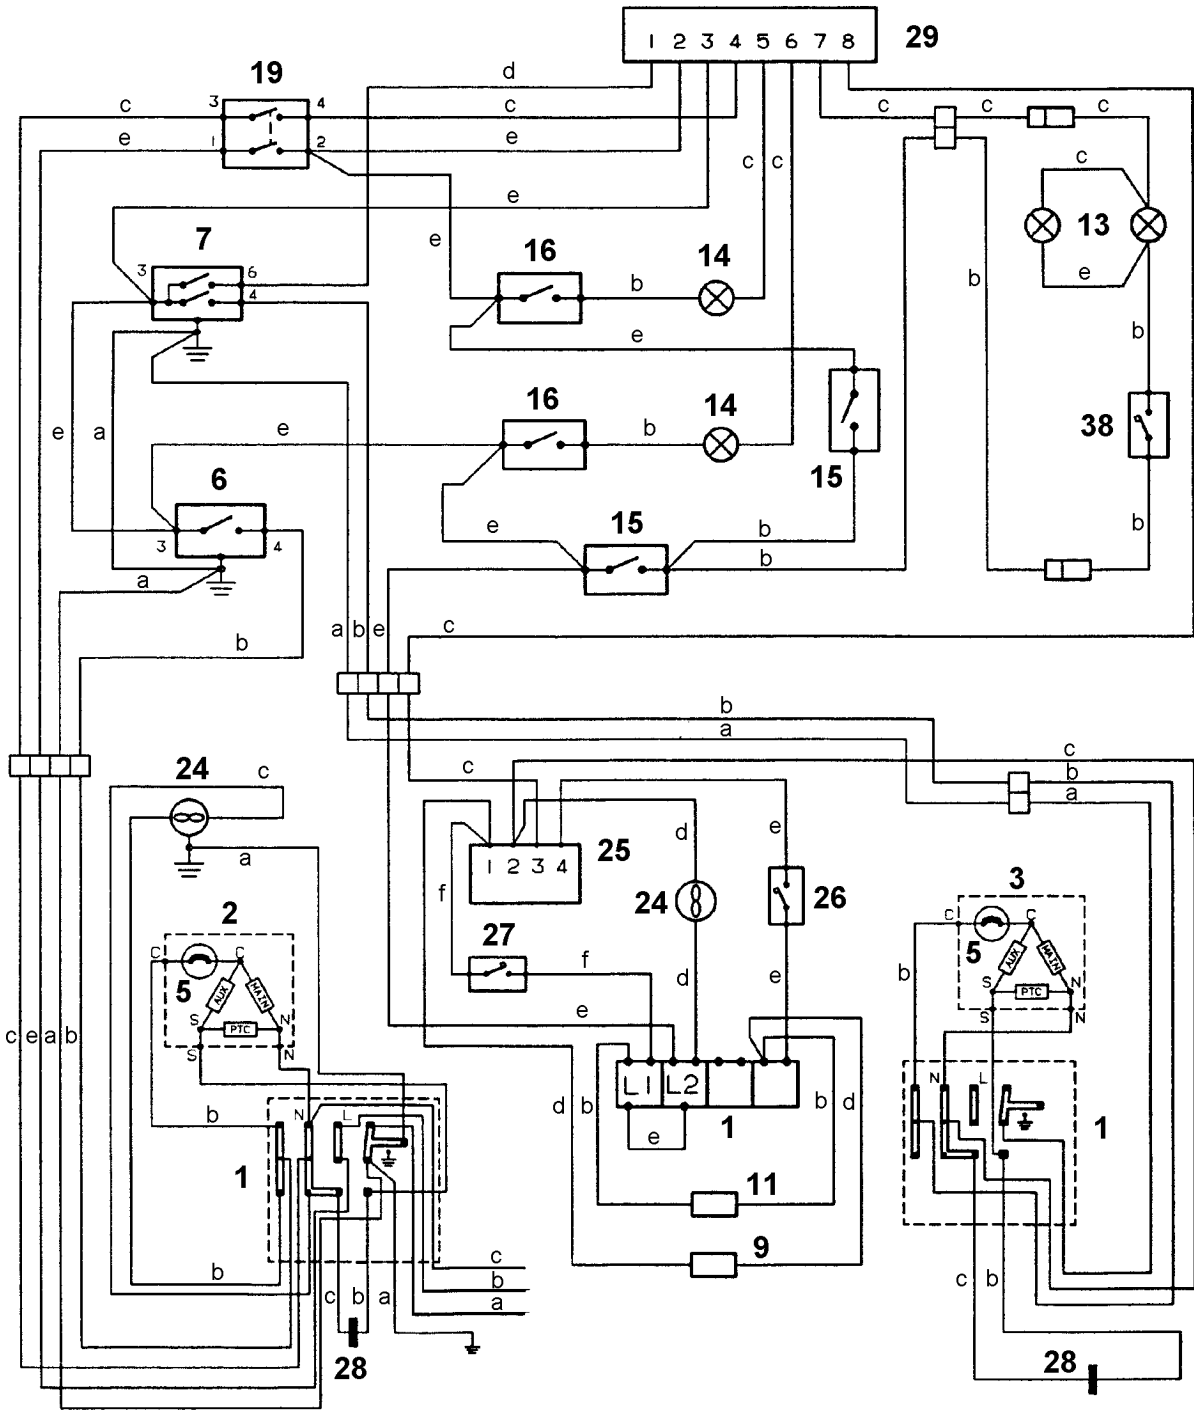 1 2 3 4 5 6 7 8 29
d
19
c 3 4 c c c c
e 1 2 e
c c c
e
13
7 e 16 14
3 6
4 b e
b
e b
16 14
e a e b 38
15
6
e 15 b b
3 4 b
a
a b e c
b
b
a
c
24 c c b
a
d e
a 1 2 3 4 25
f 24 26 3
2 27 C C
C C f 5 AUX MAIN
5 AUX MAIN d e b S PTC N
S PTC N e S N
S N
c e a b
L1 L2 N L
b N L d b b d 1
1 e 1
11
9
c
b b
c b a a c b
28 28